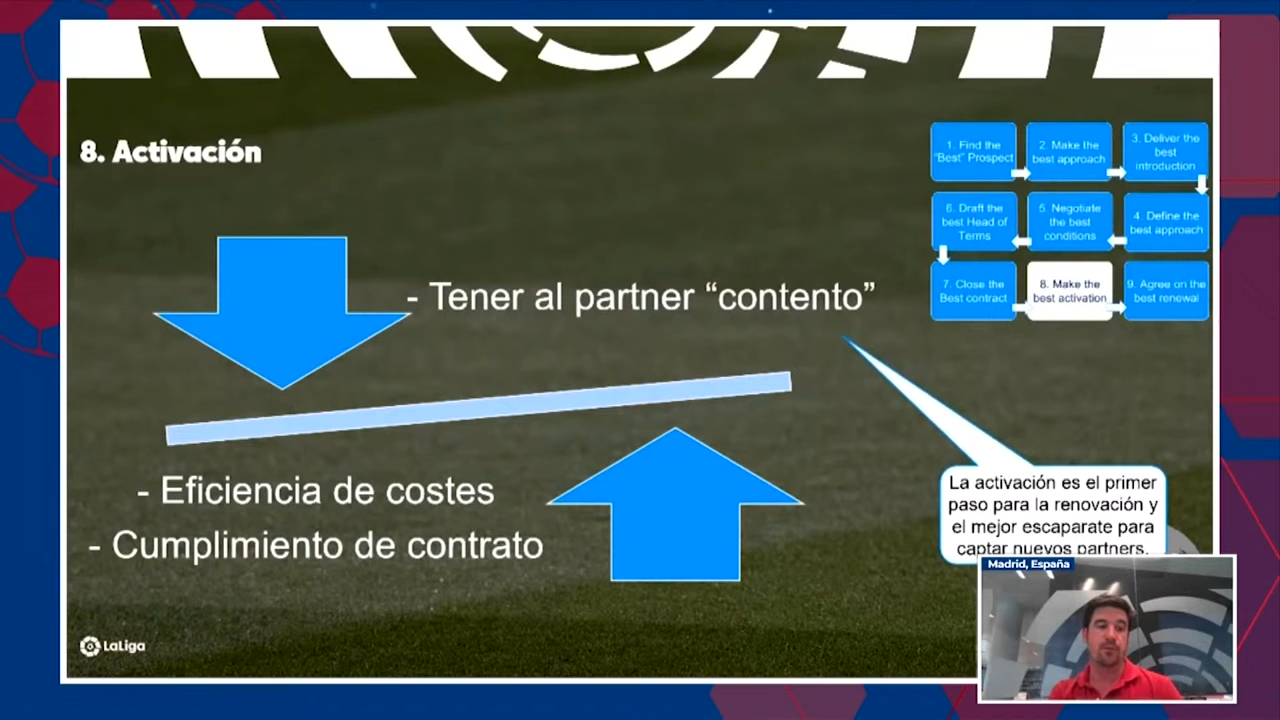 8. Activación
1. Find the
"Best" Prospect
2. Make the
best approach
3. Deliver the
best
introduction
6. Draft the
best Head of
Terms
5. Negotiate
the best
conditions
4. Define the
best approach
7. Close the
Best contract
8. Make the
best activation
9. Agree on the
best renewal
- Tener al partner “contento”
- Eficiencia de costes
- Cumplimiento de contrato
La activación es el primer
paso para la renovación y
el mejor escaparate para
captar nuevos partners.
Madrid, España
LaLiga